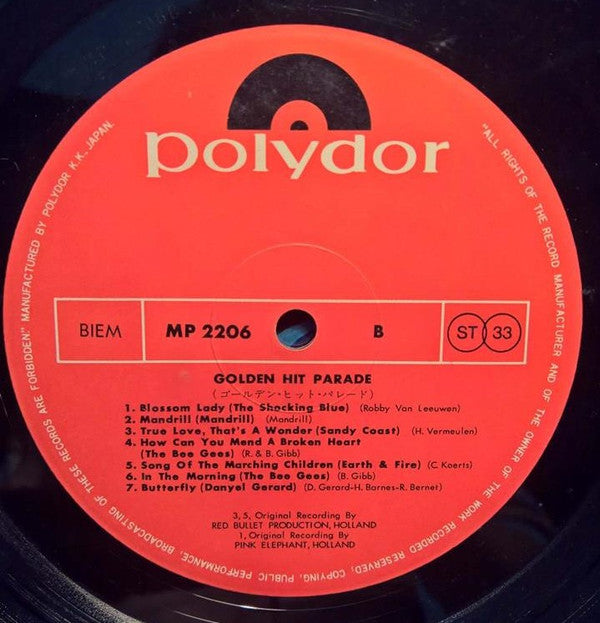 polydor
BIEM
MP 2206
B
ST 33
GOLDEN HIT PARADE
(ゴールデン・ヒット・パレード)
1. Blossom Lady (The Shocking Blue) (Robby Van Leeuwen)
2. Mandrill (Mandrill) (Mandrill)
3. True Love, That's A Wonder (Sandy Coast) (H. Vermeulen)
4. How Can You Mend A Broken Heart
(The Bee Gees) (R. & B. Gibb)
5. Song Of The Marching Children (Earth & Fire) (C. Koerts)
6. In The Morning (The Bee Gees) (B. Gibb)
7. Butterfly (Danyel Gerard) (D. Gerard-H. Barnes-R. Bernet)
3, 5, Original Recording By
RED BULLET PRODUCTION, HOLLAND
1, Original Recording By
PINK ELEPHANT, HOLLAND
"ALL RIGHTS OF THE RECORD MANUFACTURER AND OF THE OWNER OF THE WORK RECORDED RESERVED, COPYING, PUBLIC PERFORMANCE, BROADCASTING OF THESE RECORDS ARE FORBIDDEN." MANUFACTURED BY POLYDOR K.K., JAPAN.